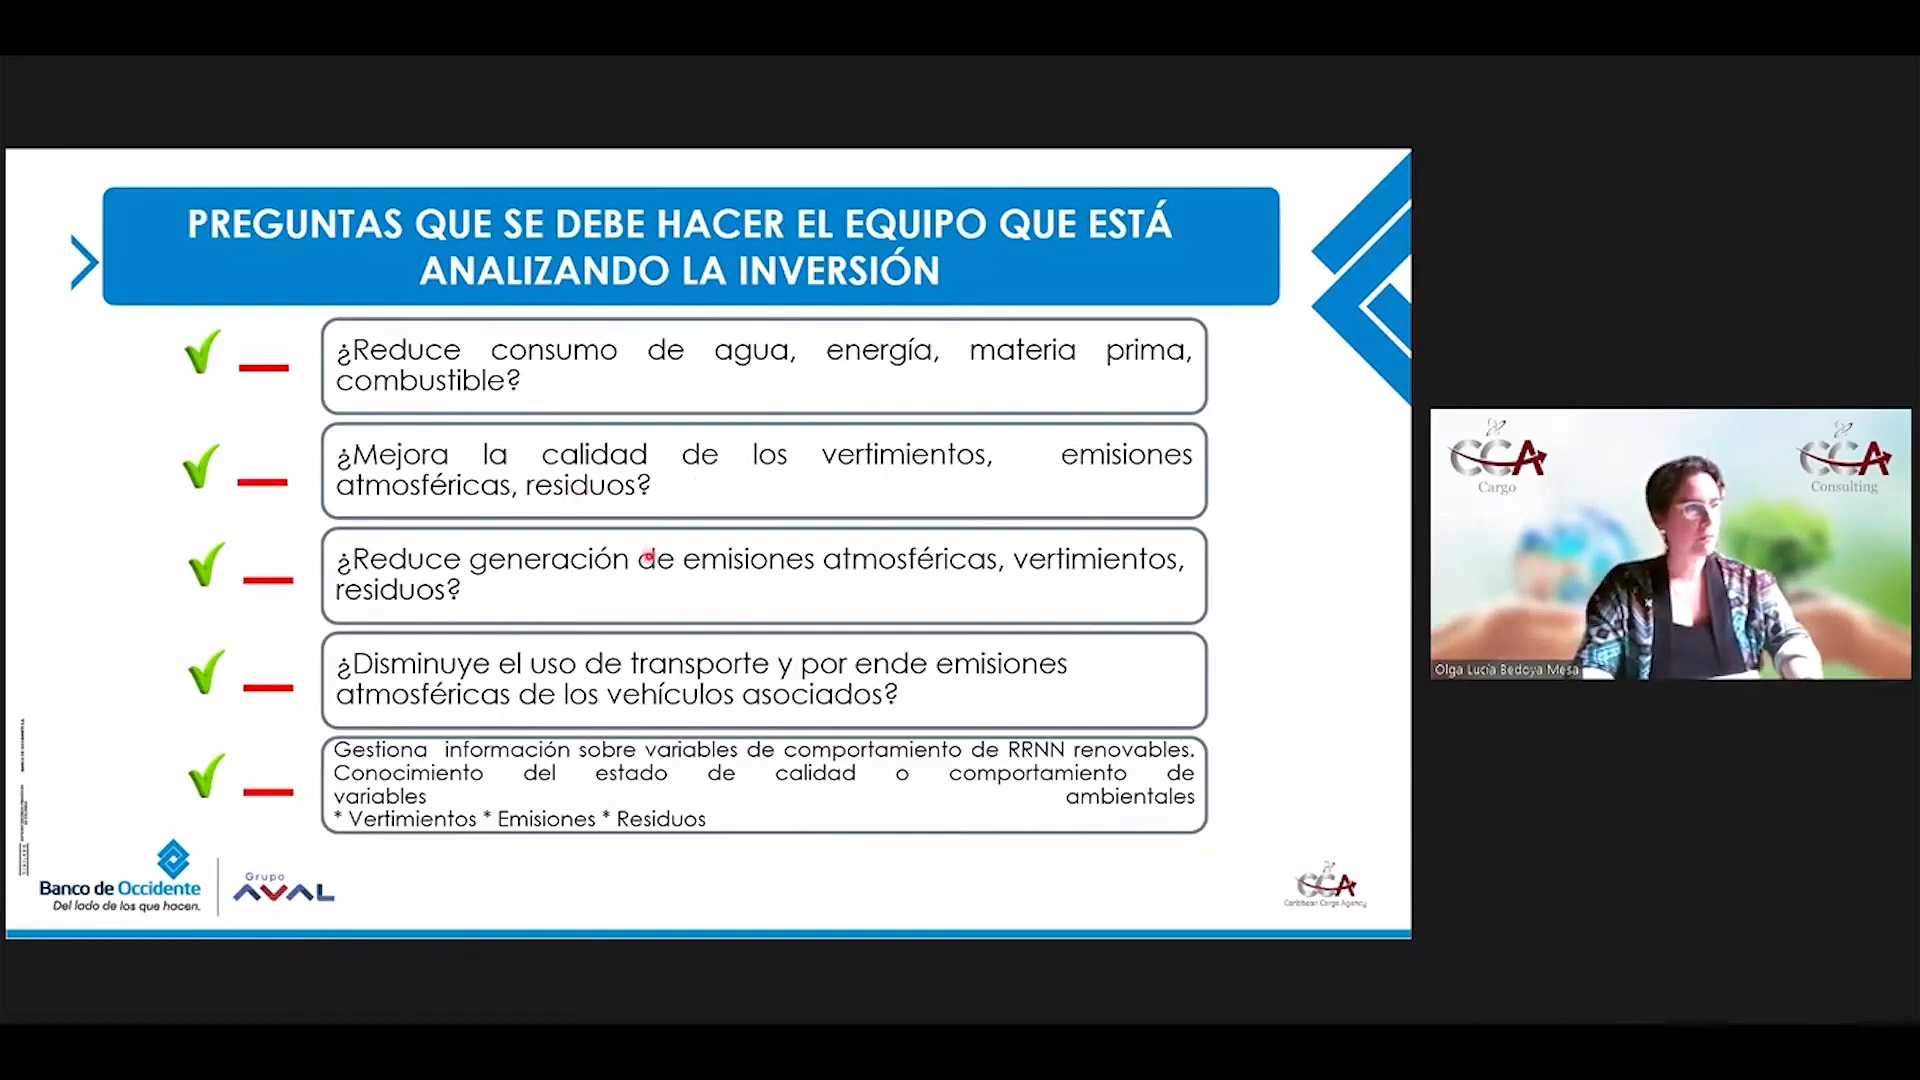 PREGUNTAS QUE SE DEBE HACER EL EQUIPO QUE ESTÁ
ANALIZANDO LA INVERSIÓN
¿Reduce consumo de agua, energía, materia prima,
combustible?
¿Mejora la calidad de los vertimientos, emisiones
atmosféricas, residuos?
¿Reduce generación de emisiones atmosféricas, vertimientos,
residuos?
¿Disminuye el uso de transporte y por ende emisiones
atmosféricas de los vehículos asociados?
Gestiona información sobre variables de comportamiento de RRNN renovables.
Conocimiento del estado de calidad o comportamiento de
variables ambientales
* Vertimientos * Emisiones * Residuos
Banco de Occidente
Del lado de los que hacen.
Grupo
AVAL
CCA
Caribbean Cargo Agency
CCA
Cargo
CCA
Consulting
Olga Lucía Bedoya Mesa